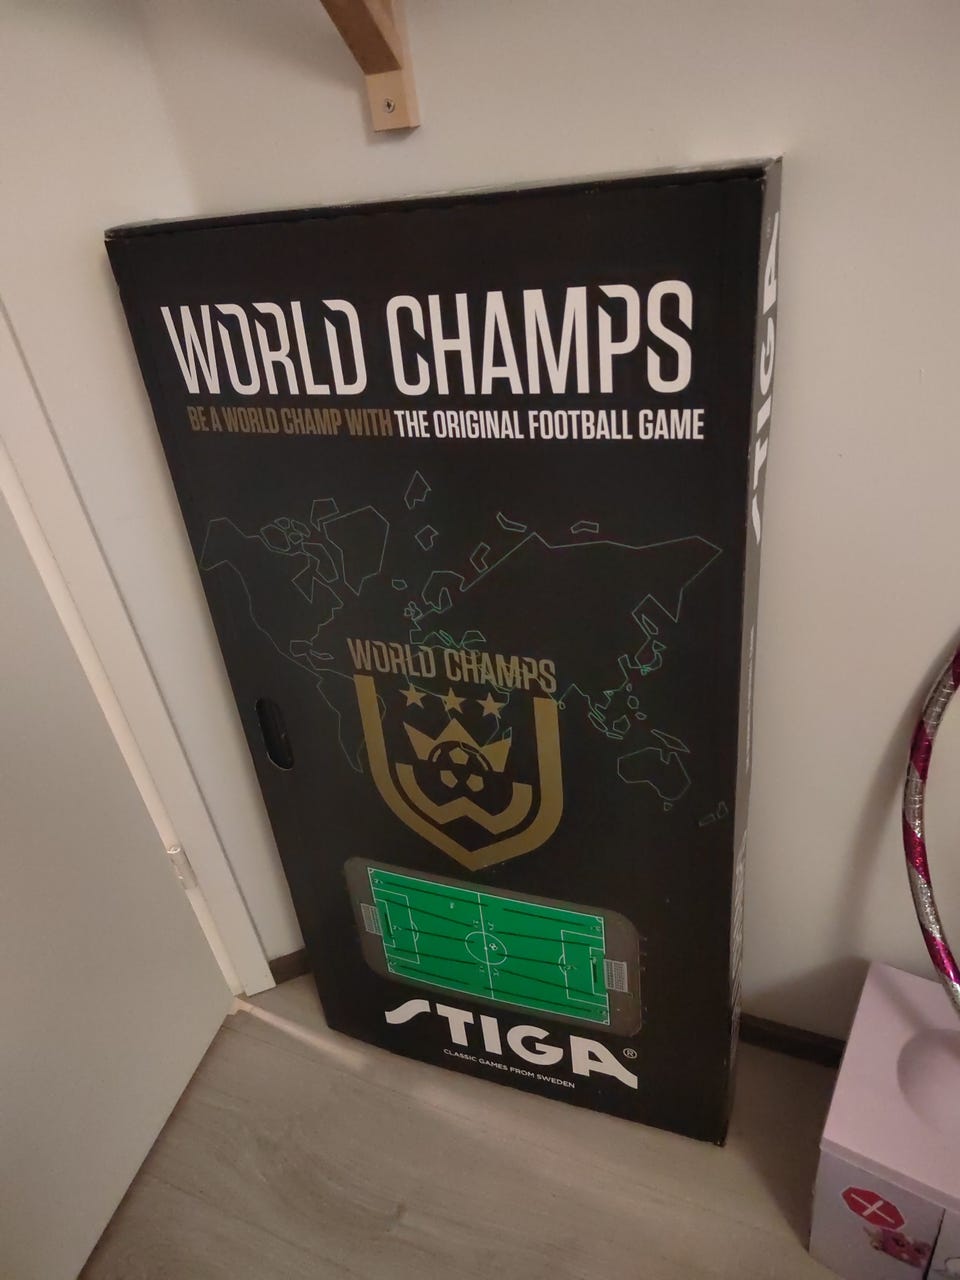 WORLD CHAMPS
BE A WORLD CHAMP WITH THE ORIGINAL FOOTBALL GAME
WORLD CHAMPS
STIGA®
CLASSIC GAMES FROM SWEDEN
STIGA